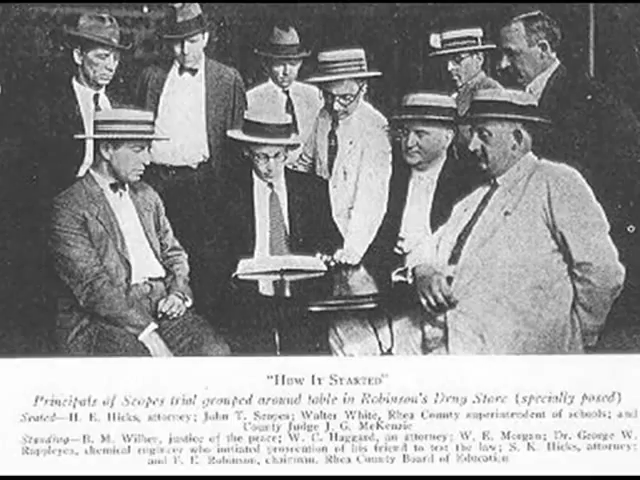 "HOW IT STARTED"
Principals of Scopes trial grouped around table in Robinson's Drug Store (specially posed)
Seated—H. E. Hicks, attorney; John T. Scopes; Walter White, Rhea County superintendent of schools; and
County Judge J. G. McKenzie
Standing—B. M. Wilber, justice of the peace; W. C. Haggard, an attorney; W. E. Morgan; Dr. George W.
Rappleyea, chemical engineer who initiated prosecution of his friend to test the law; S. K. Hicks, attorney;
and F. E. Robinson, chairman, Rhea County Board of Education